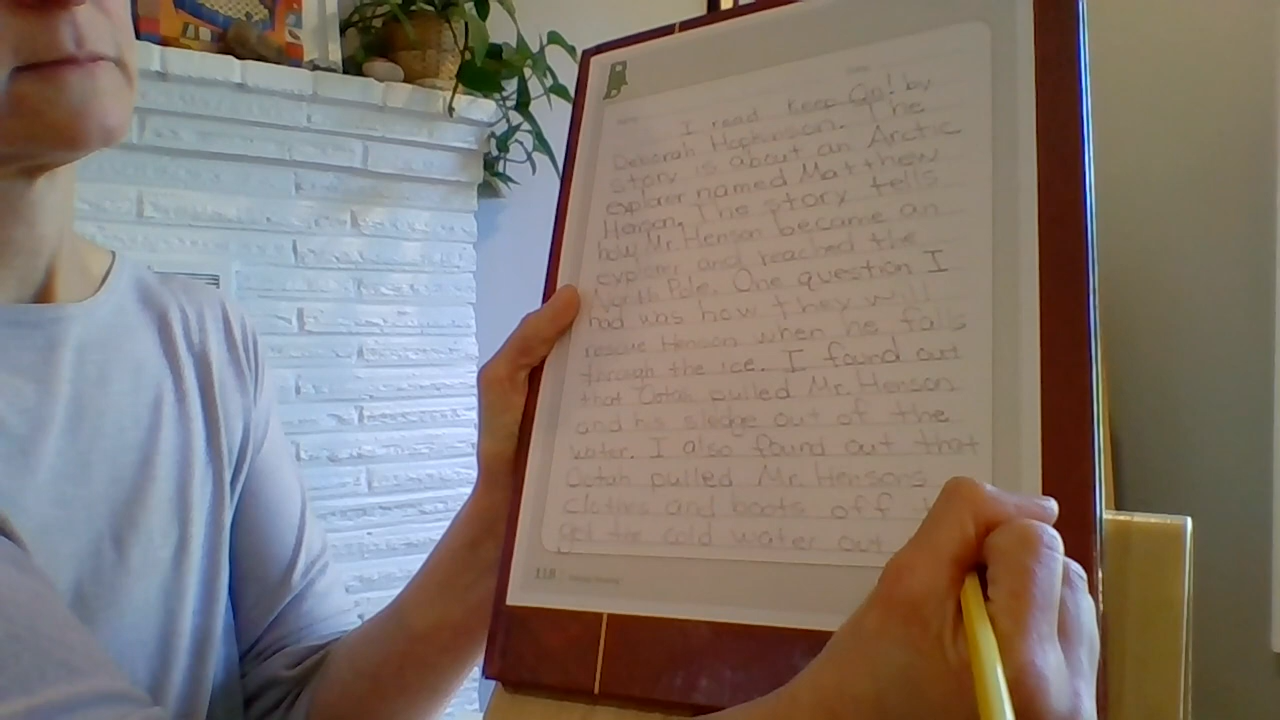 I read Keep On! by
Deborah Hopkinson. The
story is about an Arctic
explorer named Matthew
Henson. The story tells
how Mr. Henson became an
explorer and reached the
North Pole. One question I
had was how they will
rescue Henson when he falls
through the ice. I found out
that Ootah pulled Mr. Henson
and his sledge out of the
water. I also found out that
Ootah pulled Mr. Hensons
clothes and boots off
get the cold water out
118